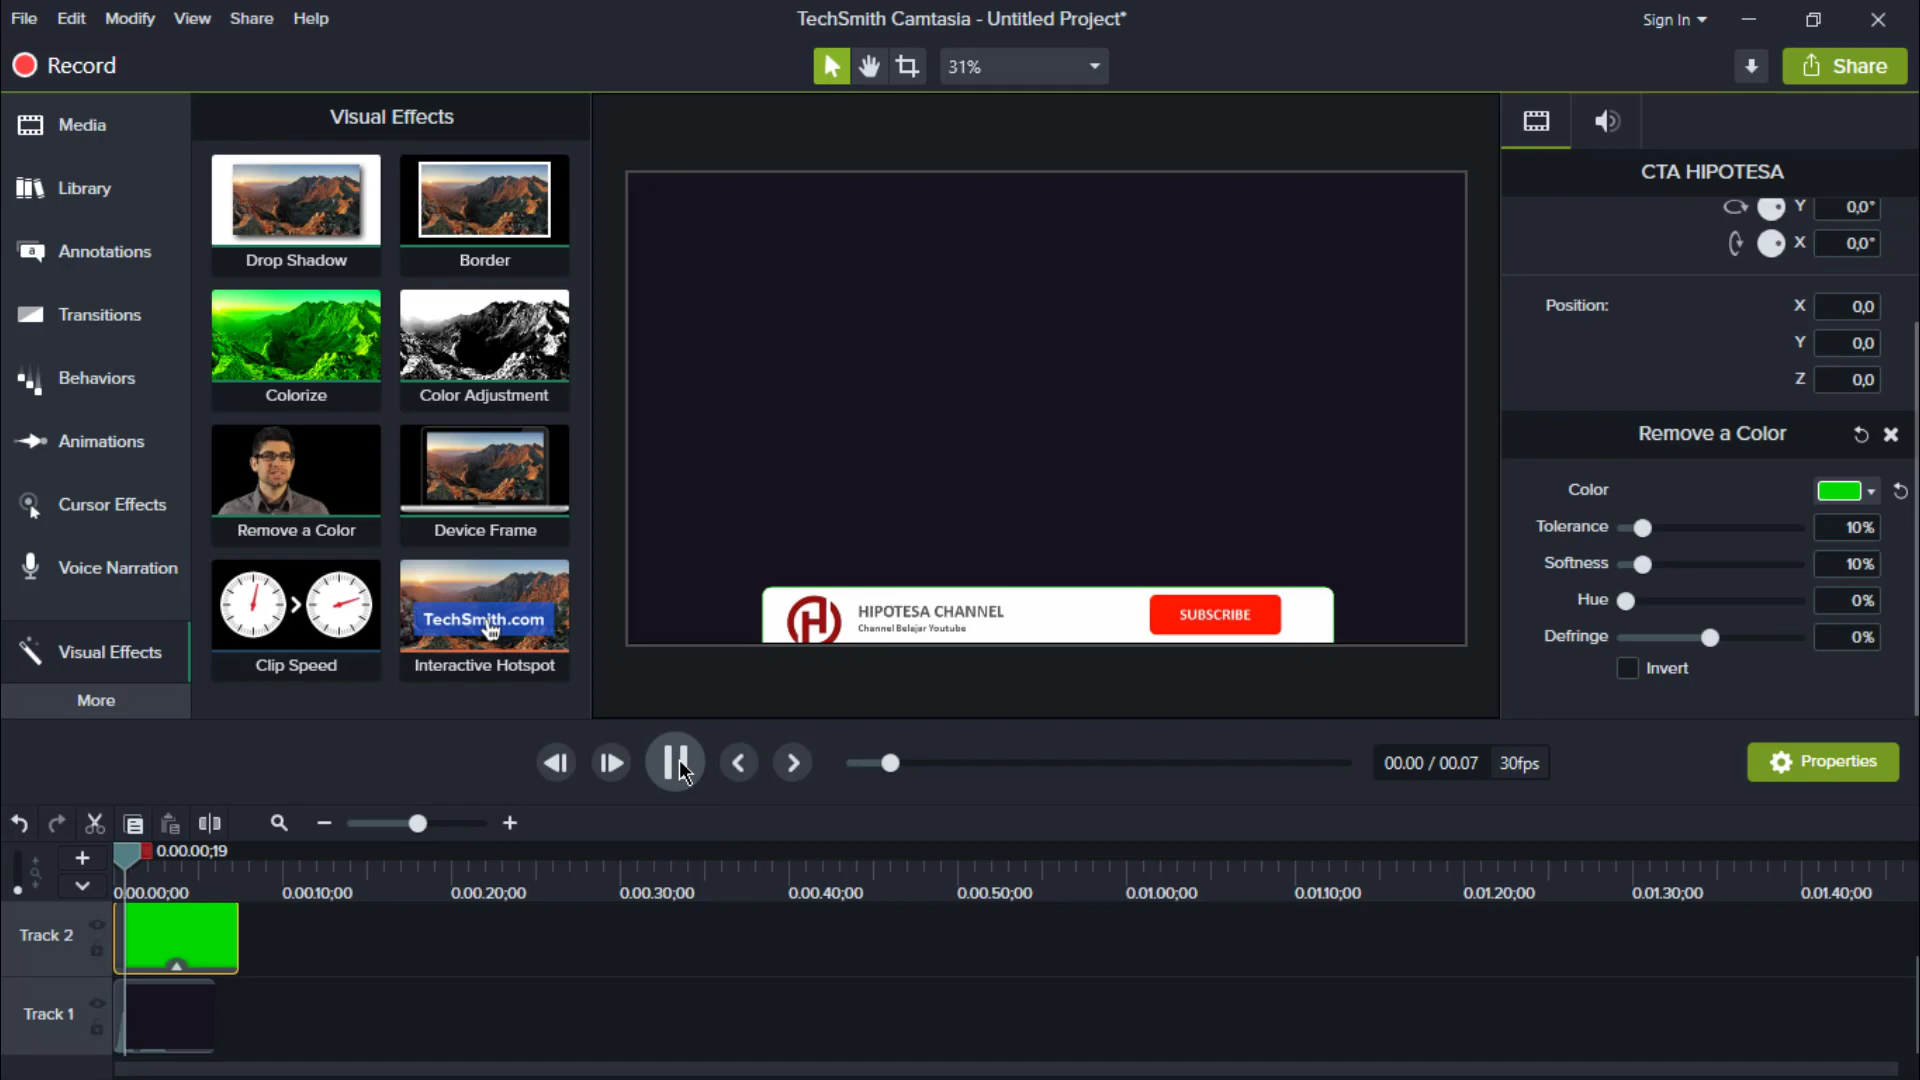 File Edit Modify View Share Help
TechSmith Camtasia - Untitled Project*
Sign In
Record
31%
Share
Media
Library
Annotations
Transitions
Behaviors
Animations
Cursor Effects
Voice Narration
Visual Effects
More
Visual Effects
Drop Shadow
Border
Colorize
Color Adjustment
Remove a Color
Device Frame
TechSmith.com
Clip Speed
Interactive Hotspot
HIPOTESA CHANNEL
Channel Belajar Youtube
SUBSCRIBE
CTA HIPOTESA
Y 0,0°
X 0,0°
Position: X 0,0
Y 0,0
Z 0,0
Remove a Color
Color
Tolerance 10%
Softness 10%
Hue 0%
Defringe 0%
Invert
00.00 / 00.07 30fps
Properties
0.00.00;19
0.00.00;00 0.00.10;00 0.00.20;00 0.00.30;00 0.00.40;00 0.00.50;00 0.01.00;00 0.01.10;00 0.01.20;00 0.01.30;00 0.01.40;00
Track 2
Track 1